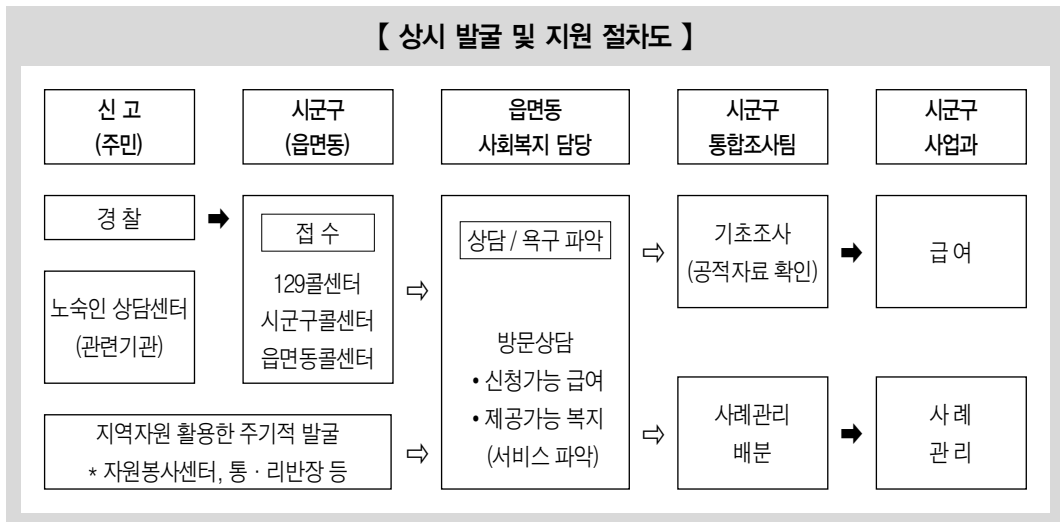 【 상시 발굴 및 지원 절차도 】
신 고
(주민)
시군구
(읍면동)
읍면동
사회복지 담당
시군구
통합조사팀
시군구
사업과
경 찰
➡
노숙인 상담센터
(관련기관)
접 수
129콜센터
시군구콜센터
읍면동콜센터
⇨
상담 / 욕구 파악
방문상담
• 신청가능 급여
• 제공가능 복지
(서비스 파악)
⇨
기초조사
(공적자료 확인)
➡
급 여
지역자원 활용한 주기적 발굴
* 자원봉사센터, 통 · 리반장 등
⇨
⇨
사례관리
배분
➡
사 례
관 리